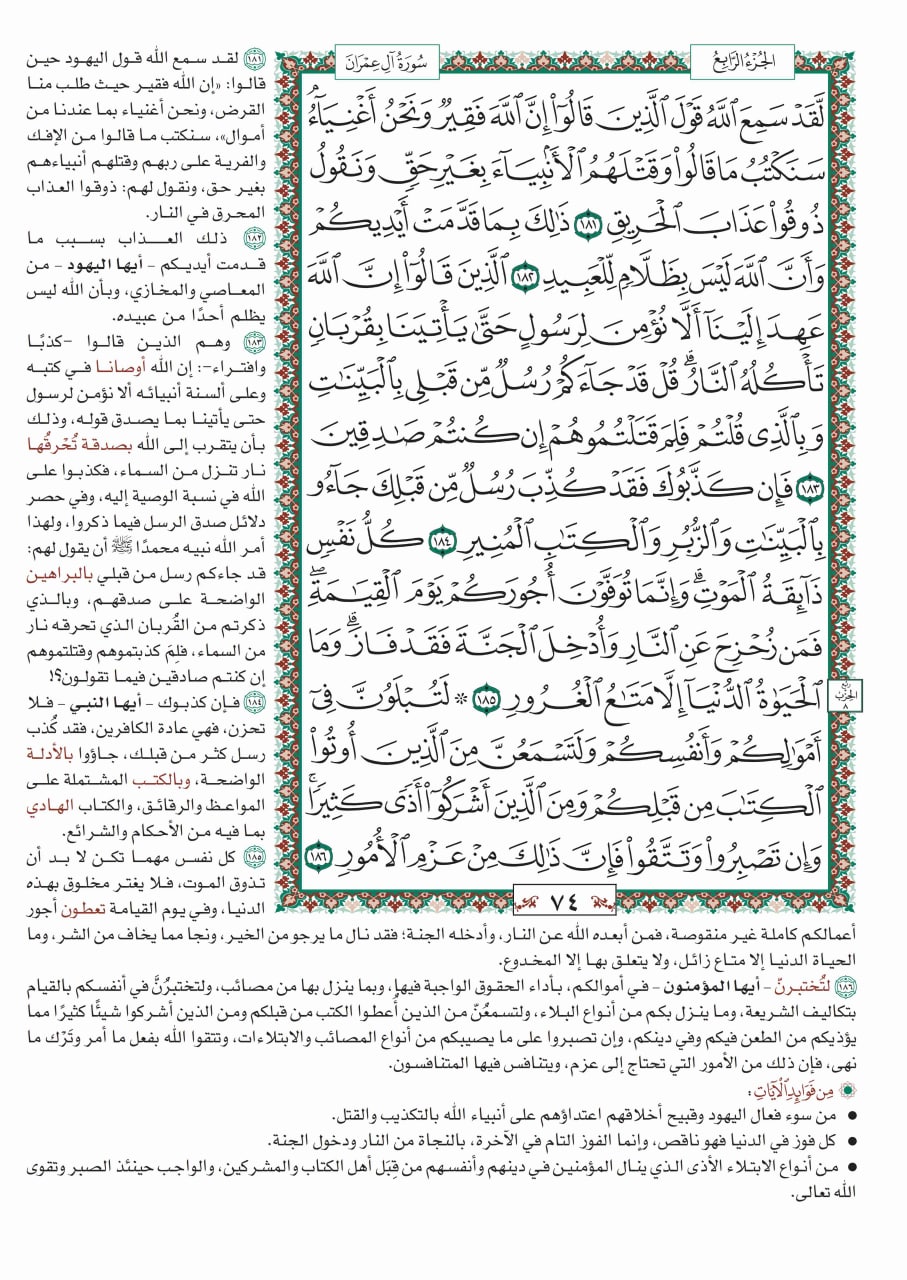 الجُزْءُ الرَّابِعُ
سُورَةُ آلِ عِمْرَانَ
لَّقَدْ سَمِعَ ٱللَّهُ قَوْلَ ٱلَّذِينَ قَالُوٓاْ إِنَّ ٱللَّهَ فَقِيرٌ وَنَحْنُ أَغْنِيَآءُۘ
سَنَكْتُبُ مَا قَالُواْ وَقَتْلَهُمُ ٱلْأَنۢبِيَآءَ بِغَيْرِ حَقٍّ وَنَقُولُ
ذُوقُواْ عَذَابَ ٱلْحَرِيقِ ١٨١ ذَٰلِكَ بِمَا قَدَّمَتْ أَيْدِيكُمْ
وَأَنَّ ٱللَّهَ لَيْسَ بِظَلَّامٍ لِّلْعَبِيدِ ١٨٢ ٱلَّذِينَ قَالُوٓاْ إِنَّ ٱللَّهَ
عَهِدَ إِلَيْنَآ أَلَّا نُؤْمِنَ لِرَسُولٍ حَتَّىٰ يَأْتِيَنَا بِقُرْبَانٍ
تَأْكُلُهُ ٱلنَّارُۗ قُلْ قَدْ جَآءَكُمْ رُسُلٌ مِّن قَبْلِي بِٱلْبَيِّنَٰتِ
وَبِٱلَّذِي قُلْتُمْ فَلِمَ قَتَلْتُمُوهُمْ إِن كُنتُمْ صَٰدِقِينَ
١٨٣ فَإِن كَذَّبُوكَ فَقَدْ كُذِّبَ رُسُلٌ مِّن قَبْلِكَ جَآءُو
بِٱلْبَيِّنَٰتِ وَٱلزُّبُرِ وَٱلْكِتَٰبِ ٱلْمُنِيرِ ١٨٤ كُلُّ نَفْسٍ
ذَآئِقَةُ ٱلْمَوْتِۗ وَإِنَّمَا تُوَفَّوْنَ أُجُورَكُمْ يَوْمَ ٱلْقِيَٰمَةِۖ
فَمَن زُحْزِحَ عَنِ ٱلنَّارِ وَأُدْخِلَ ٱلْجَنَّةَ فَقَدْ فَازَۗ وَمَا
ٱلْحَيَوٰةُ ٱلدُّنْيَآ إِلَّا مَتَٰعُ ٱلْغُرُورِ ١٨٥ ۞ لَتُبْلَوُنَّ فِيٓ
أَمْوَٰلِكُمْ وَأَنفُسِكُمْ وَلَتَسْمَعُنَّ مِنَ ٱلَّذِينَ أُوتُواْ
ٱلْكِتَٰبَ مِن قَبْلِكُمْ وَمِنَ ٱلَّذِينَ أَشْرَكُوٓاْ أَذًى كَثِيرًاۚ
وَإِن تَصْبِرُواْ وَتَتَّقُواْ فَإِنَّ ذَٰلِكَ مِنْ عَزْمِ ٱلْأُمُورِ ١٨٦
ربع
الحزب
٨
٧٤
١٨١ لقد سمع الله قول اليهود حين
قالوا: «إن الله فقير حيث طلب منا
القرض، ونحن أغنياء بما عندنا من
أموال»، سنكتب ما قالوا من الإفك
والفرية على ربهم وقتلهم أنبياءهم
بغير حق، ونقول لهم: ذوقوا العذاب
المحرق في النار.
١٨٢ ذلك العذاب بسبب ما
قدمت أيديكم – أيها اليهود – من
المعاصي والمخازي، وبأن الله ليس
يظلم أحدًا من عبيده.
١٨٣ وهم الذين قالوا –كذبًا
وافتراء–: إن الله أوصانا في كتبه
وعلى ألسنة أنبيائه ألا نؤمن لرسول
حتى يأتينا بما يصدق قوله، وذلك
بأن يتقرب إلى الله بصدقة تُحْرِقُها
نار تنزل من السماء، فكذبوا على
الله في نسبة الوصية إليه، وفي حصر
دلائل صدق الرسل فيما ذكروا، ولهذا
أمر الله نبيه محمدًا ﷺ أن يقول لهم:
قد جاءكم رسل من قبلي بالبراهين
الواضحة على صدقهم، وبالذي
ذكرتم من القُربان الذي تحرقه نار
من السماء، فلِمَ كذبتموهم وقتلتموهم
إن كنتم صادقين فيما تقولون؟!
١٨٤ فإن كذبوك – أيها النبي – فلا
تحزن، فهي عادة الكافرين، فقد كُذب
رسل كثر من قبلك، جاؤوا بالأدلة
الواضحة، وبالكتب المشتملة على
المواعظ والرقائق، والكتاب الهادي
بما فيه من الأحكام والشرائع.
١٨٥ كل نفس مهما تكن لا بد أن
تذوق الموت، فلا يغتر مخلوق بهذه
الدنيا، وفي يوم القيامة تعطون أجور
أعمالكم كاملة غير منقوصة، فمن أبعده الله عن النار، وأدخله الجنة؛ فقد نال ما يرجو من الخير، ونجا مما يخاف من الشر، وما
الحياة الدنيا إلا متاع زائل، ولا يتعلق بها إلا المخدوع.
١٨٦ لتُختبرنّ – أيها المؤمنون – في أموالكم، بأداء الحقوق الواجبة فيها، وبما ينزل بها من مصائب، ولتختبرُنَّ في أنفسكم بالقيام
بتكاليف الشريعة، وما ينزل بكم من أنواع البلاء، ولتسمعُنّ من الذين أُعطوا الكتب من قبلكم ومن الذين أشركوا شيئًا كثيرًا مما
يؤذيكم من الطعن فيكم وفي دينكم، وإن تصبروا على ما يصيبكم من أنواع المصائب والابتلاءات، وتتقوا الله بفعل ما أمر وتَرْك ما
نهى، فإن ذلك من الأمور التي تحتاج إلى عزم، ويتنافس فيها المتنافسون.
مِن فَوَائِدِ الْآيَاتِ:
● من سوء فعال اليهود وقبيح أخلاقهم اعتداؤهم على أنبياء الله بالتكذيب والقتل.
● كل فوز في الدنيا فهو ناقص، وإنما الفوز التام في الآخرة، بالنجاة من النار ودخول الجنة.
● من أنواع الابتلاء الأذى الذي ينال المؤمنين في دينهم وأنفسهم من قِبَل أهل الكتاب والمشركين، والواجب حينئذ الصبر وتقوى
الله تعالى.